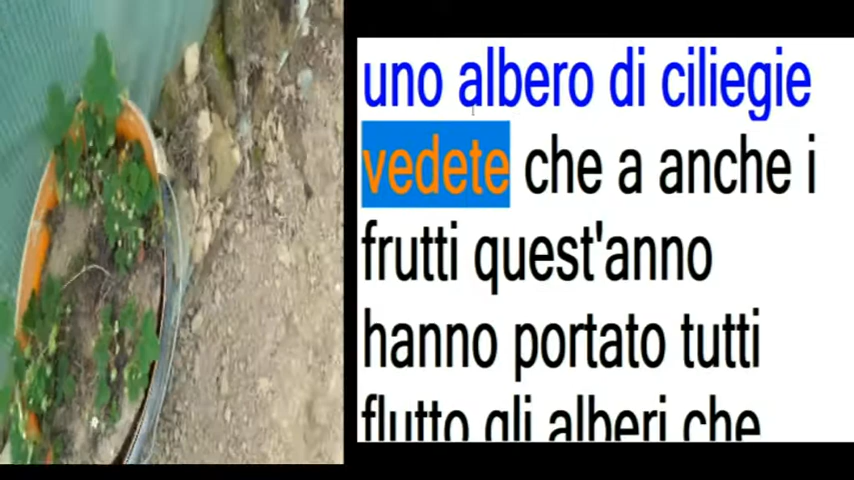 uno albero di ciliegie
vedete che a anche i
frutti quest'anno
hanno portato tutti
flutto gli alberi che